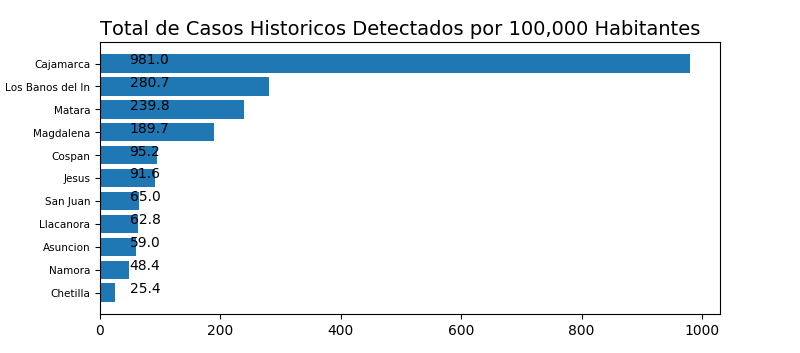 Total de Casos Historicos Detectados por 100,000 Habitantes
Cajamarca 981.0
Los Banos del In 280.7
Matara 239.8
Magdalena 189.7
Cospan 95.2
Jesus 91.6
San Juan 65.0
Llacanora 62.8
Asuncion 59.0
Namora 48.4
Chetilla 25.4
0 200 400 600 800 1000